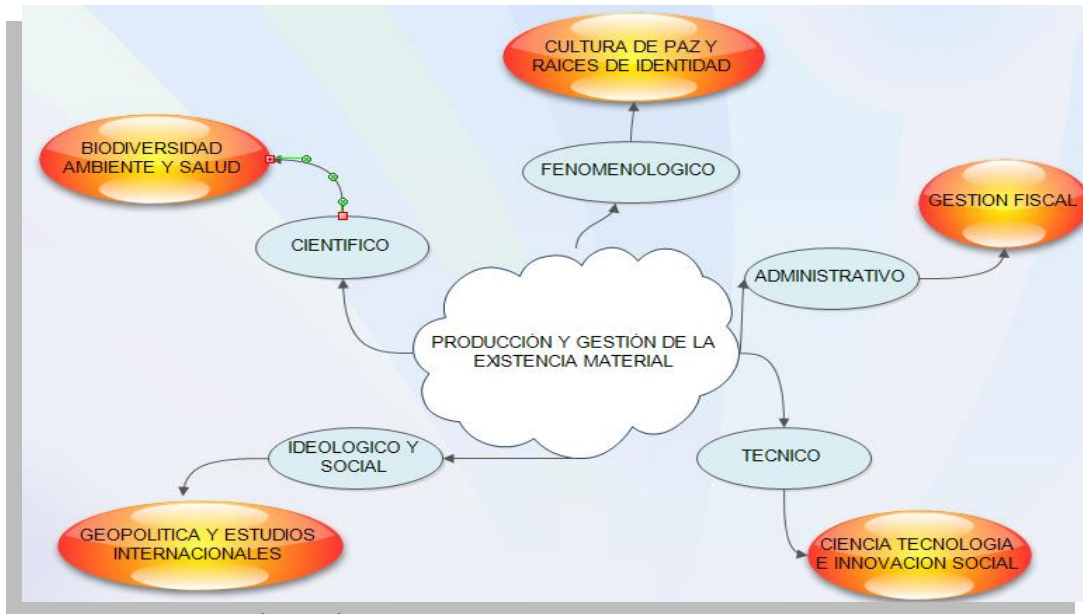 CULTURA DE PAZ Y
RAICES DE IDENTIDAD
BIODIVERSIDAD
AMBIENTE Y SALUD
FENOMENOLOGICO
GESTION FISCAL
CIENTIFICO
ADMINISTRATIVO
PRODUCCIÓN Y GESTIÓN DE LA
EXISTENCIA MATERIAL
IDEOLOGICO Y
SOCIAL
TECNICO
GEOPOLITICA Y ESTUDIOS
INTERNACIONALES
CIENCIA TECNOLOGIA
E INNOVACION SOCIAL